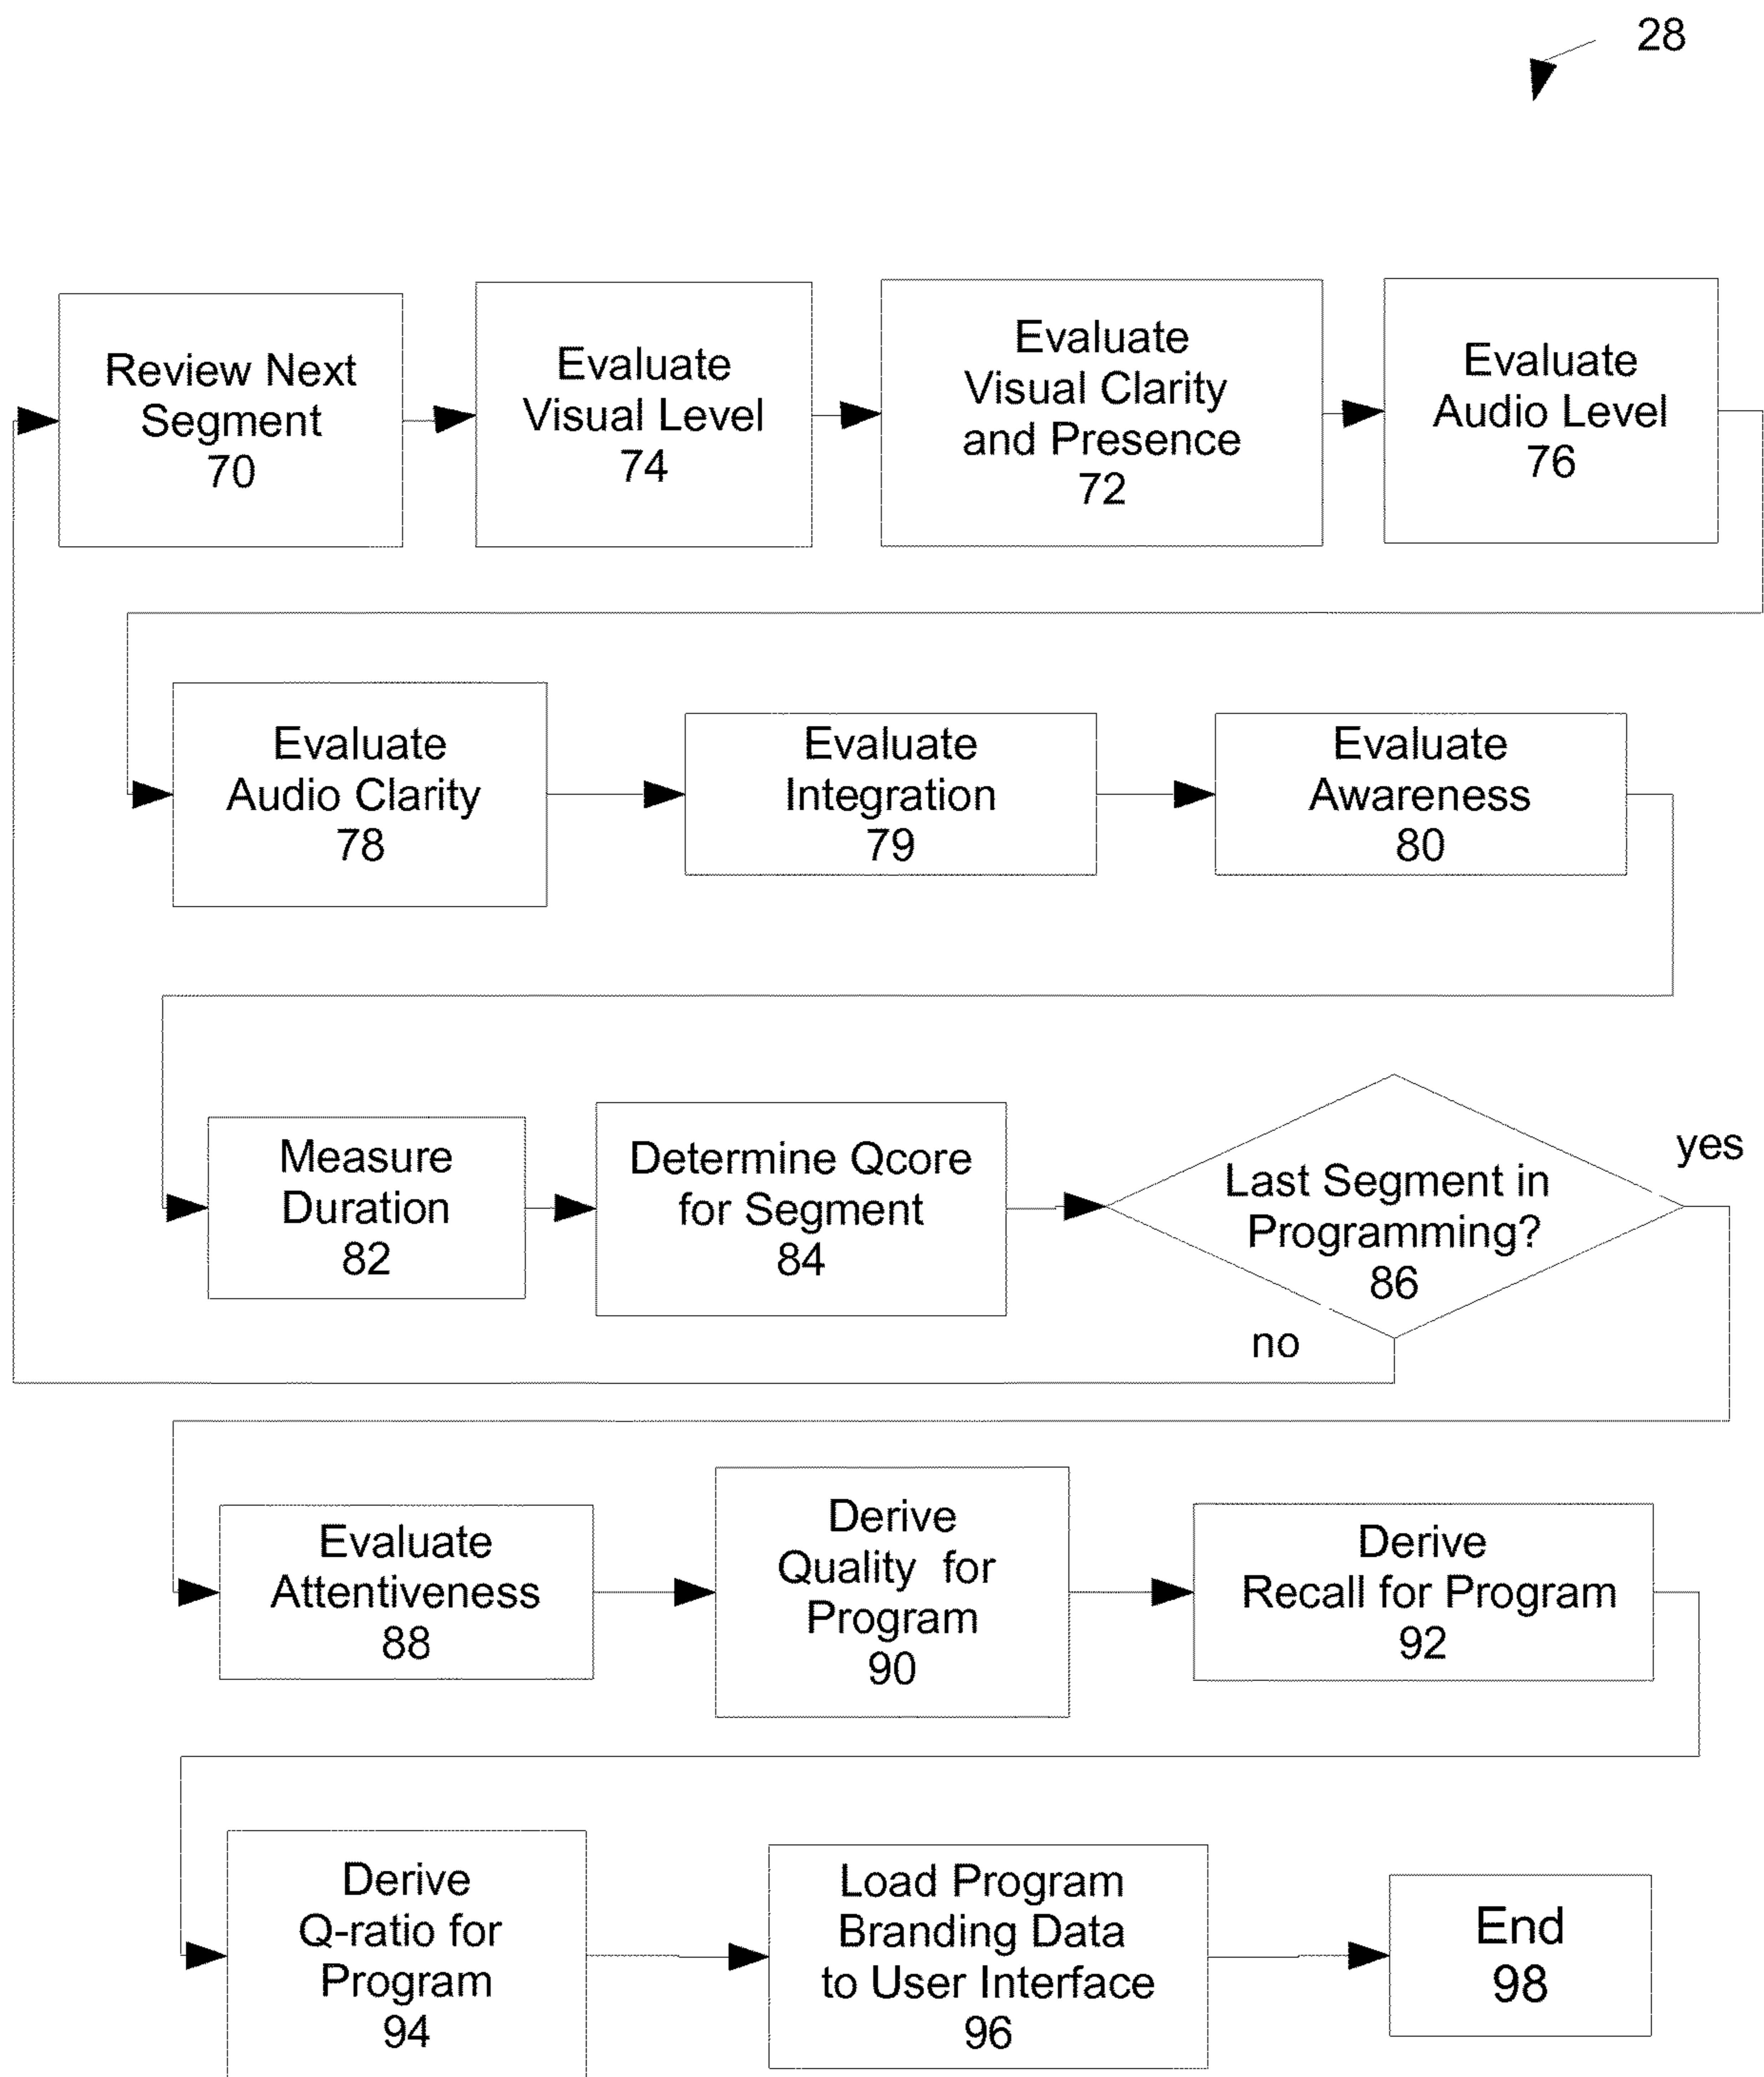 28
Review Next
Segment
70
Evaluate
Visual Level
74
Evaluate
Visual Clarity
and Presence
72
Evaluate
Audio Level
76
Evaluate
Audio Clarity
78
Evaluate
Integration
79
Evaluate
Awareness
80
Measure
Duration
82
Determine Qcore
for Segment
84
Last Segment in
Programming?
86
yes
no
Evaluate
Attentiveness
88
Derive
Quality for
Program
90
Derive
Recall for Program
92
Derive
Q-ratio for
Program
94
Load Program
Branding Data
to User Interface
96
End
98